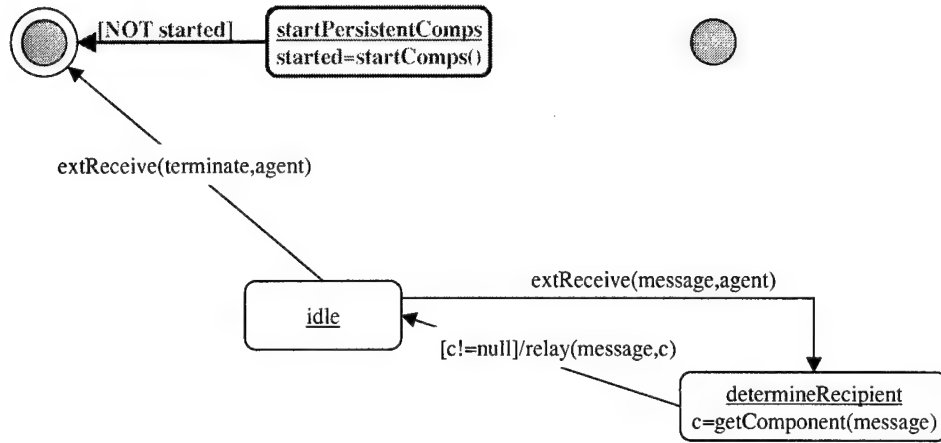 [NOT started]
startPersistentComps
started=startComps()
extReceive(terminate,agent)
extReceive(message,agent)
idle
[c!=null]/relay(message,c)
determineRecipient
c=getComponent(message)